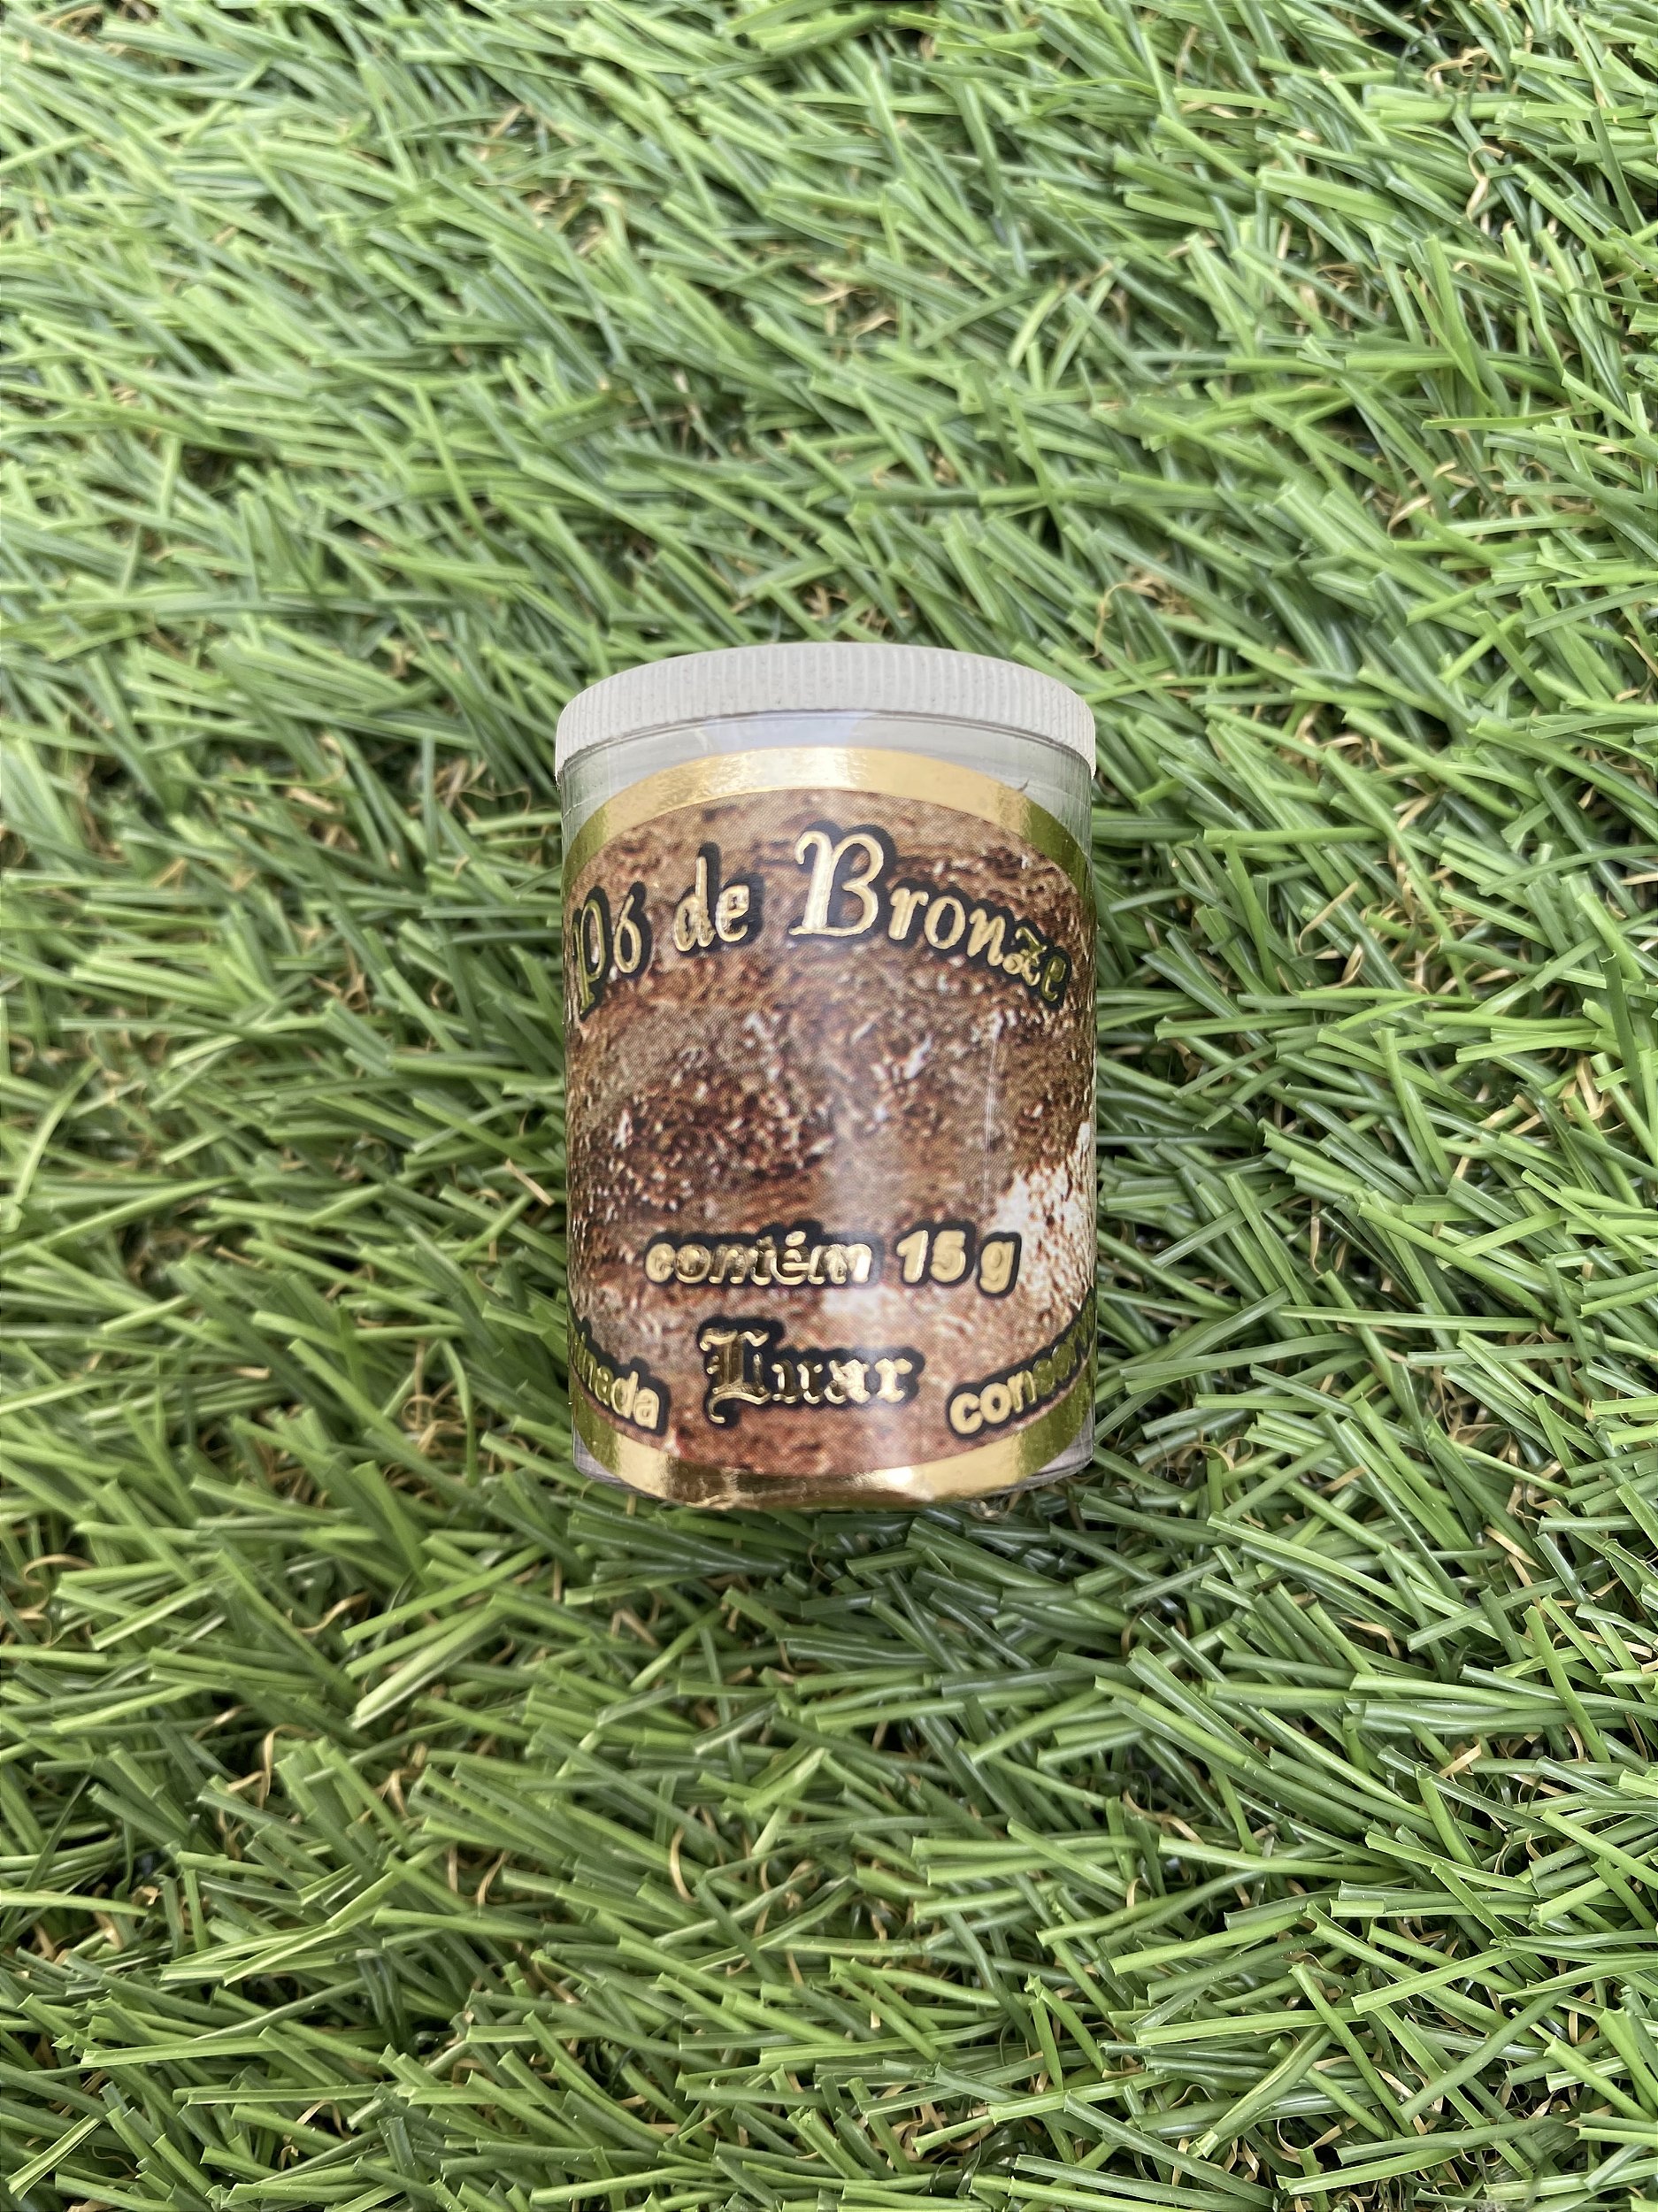 Pó de Bronze
contém 15 g
Luar